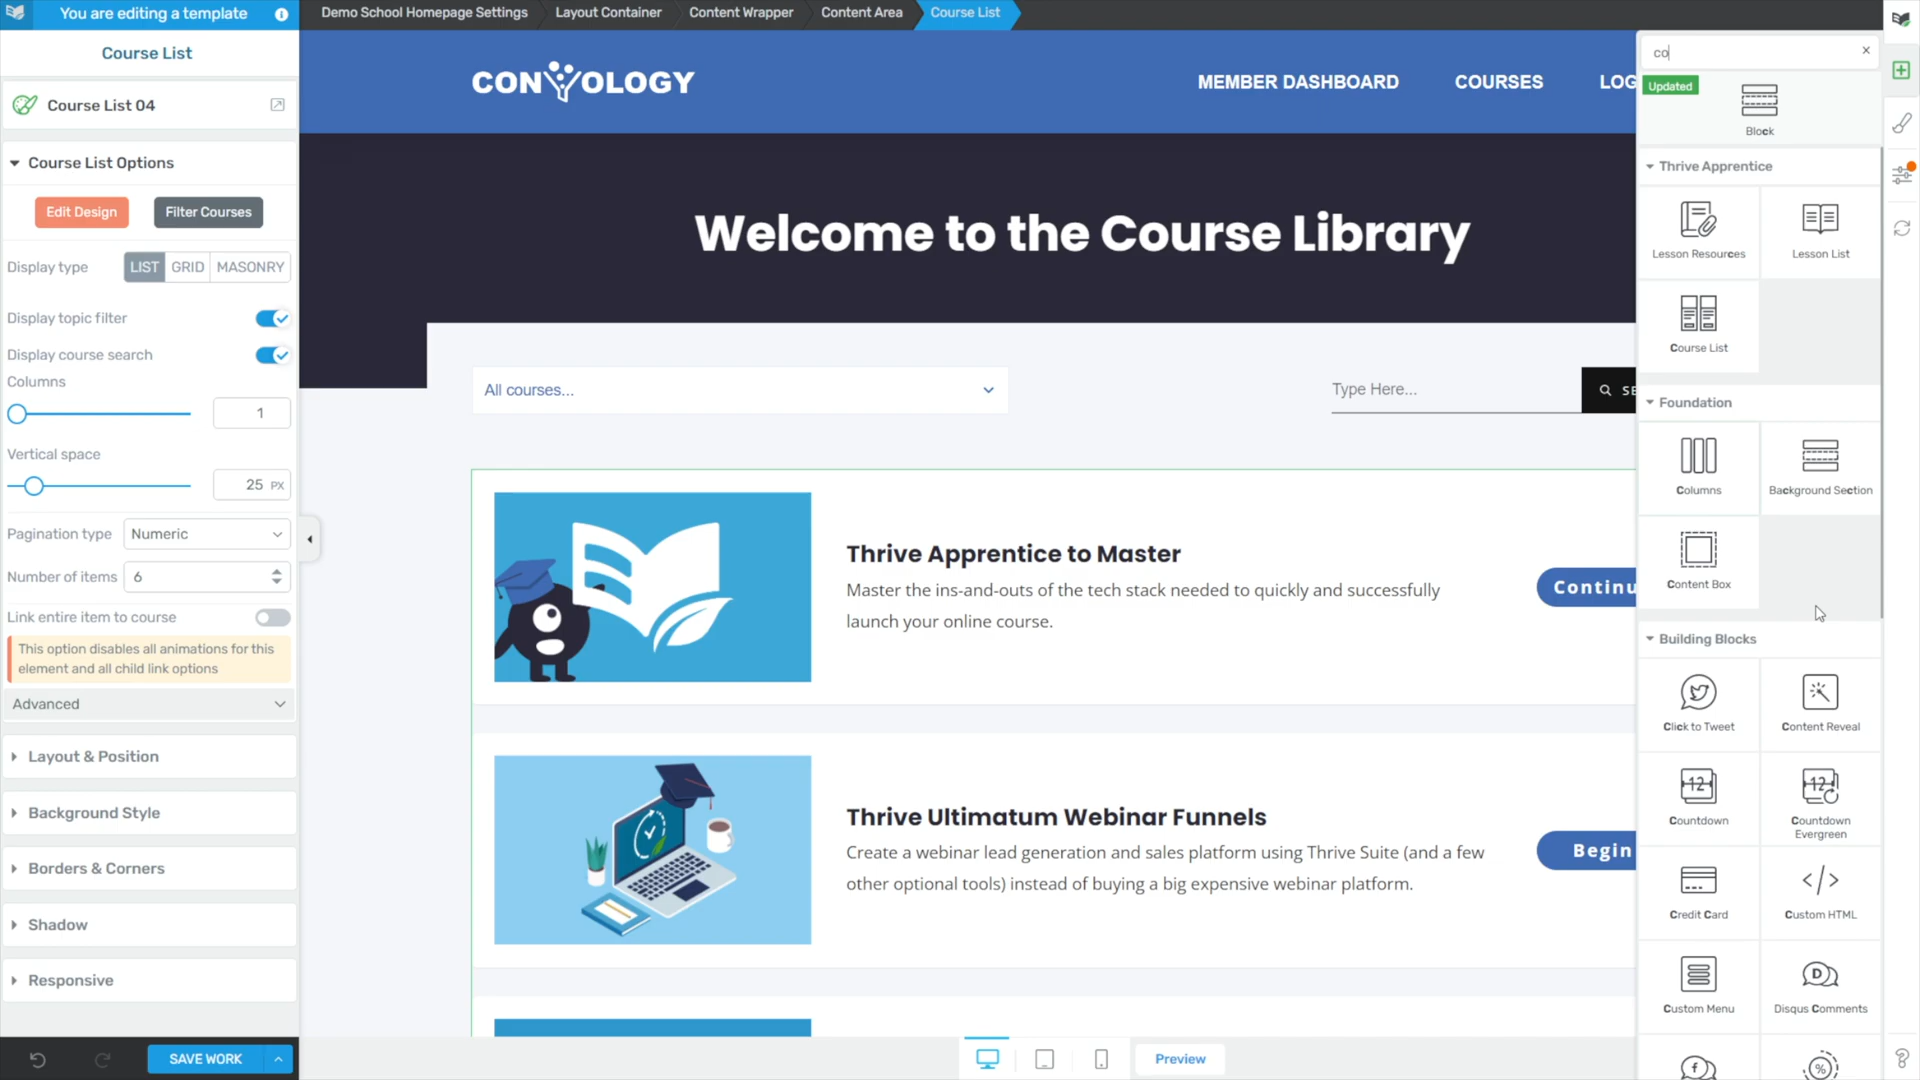 You are editing a template
Demo School Homepage Settings
Layout Container
Content Wrapper
Content Area
Course List
Course List
Course List 04
Course List Options
Edit Design
Filter Courses
Display type
LIST
GRID
MASONRY
Display topic filter
Display course search
Columns
1
Vertical space
25 PX
Pagination type
Numeric
Number of items
6
Link entire item to course
This option disables all animations for this
element and all child link options
Advanced
Layout & Position
Background Style
Borders & Corners
Shadow
Responsive
SAVE WORK
CONVOLOGY
MEMBER DASHBOARD
COURSES
LOG
Welcome to the Course Library
All courses...
Type Here...
SE
Thrive Apprentice to Master
Master the ins-and-outs of the tech stack needed to quickly and successfully
launch your online course.
Continu
Thrive Ultimatum Webinar Funnels
Create a webinar lead generation and sales platform using Thrive Suite (and a few
other optional tools) instead of buying a big expensive webinar platform.
Begin
Preview
co
Updated
Block
Thrive Apprentice
Lesson Resources
Lesson List
Course List
Foundation
Columns
Background Section
Content Box
Building Blocks
Click to Tweet
Content Reveal
12
Countdown
12
Countdown
Evergreen
Credit Card
Custom HTML
Custom Menu
Disqus Comments